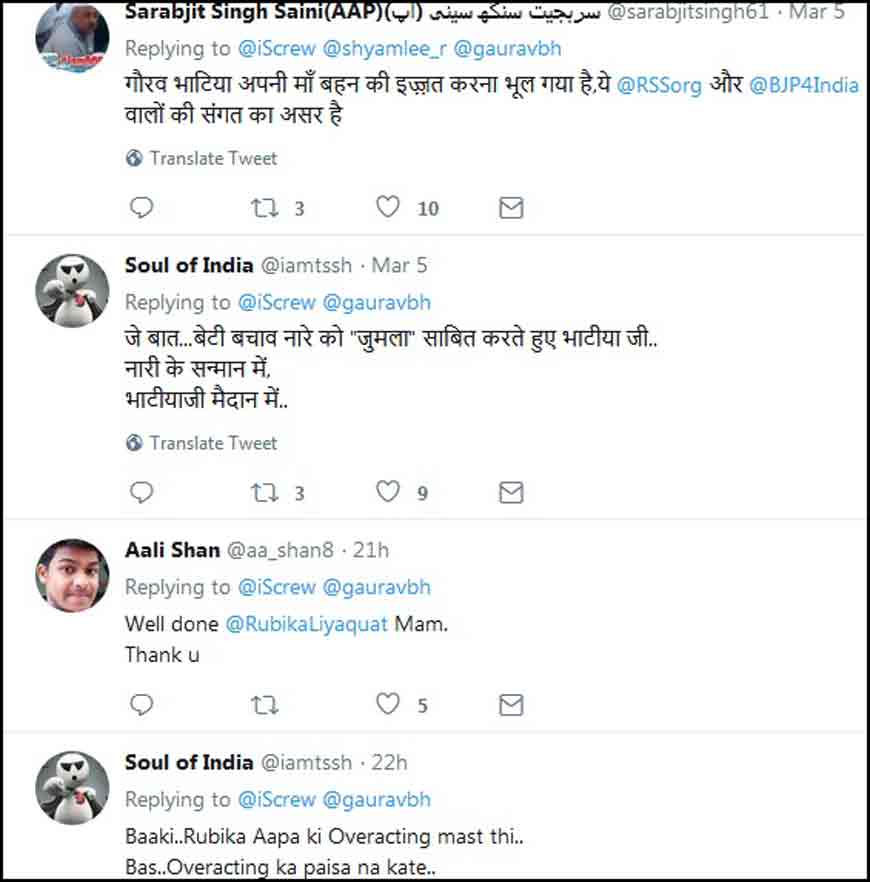 Sarabjit Singh Saini(AAP)(آپ) سربجیت سنگھ سینی @sarabjitsingh61 · Mar 5
Replying to @iScrew @shyamlee_r @gauravbh
गौरव भाटिया अपनी माँ बहन की इज़्ज़त करना भूल गया है,ये @RSSorg और @BJP4India
वालों की संगत का असर है
Translate Tweet
3 10
Soul of India @iamtssh · Mar 5
Replying to @iScrew @gauravbh
जे बात...बेटी बचाव नारे को "जुमला" साबित करते हुए भाटीया जी..
नारी के सन्मान में,
भाटीयाजी मैदान में..
Translate Tweet
3 9
Aali Shan @aa_shan8 · 21h
Replying to @iScrew @gauravbh
Well done @RubikaLiyaquat Mam.
Thank u
5
Soul of India @iamtssh · 22h
Replying to @iScrew @gauravbh
Baaki..Rubika Aapa ki Overacting mast thi..
Bas..Overacting ka paisa na kate..